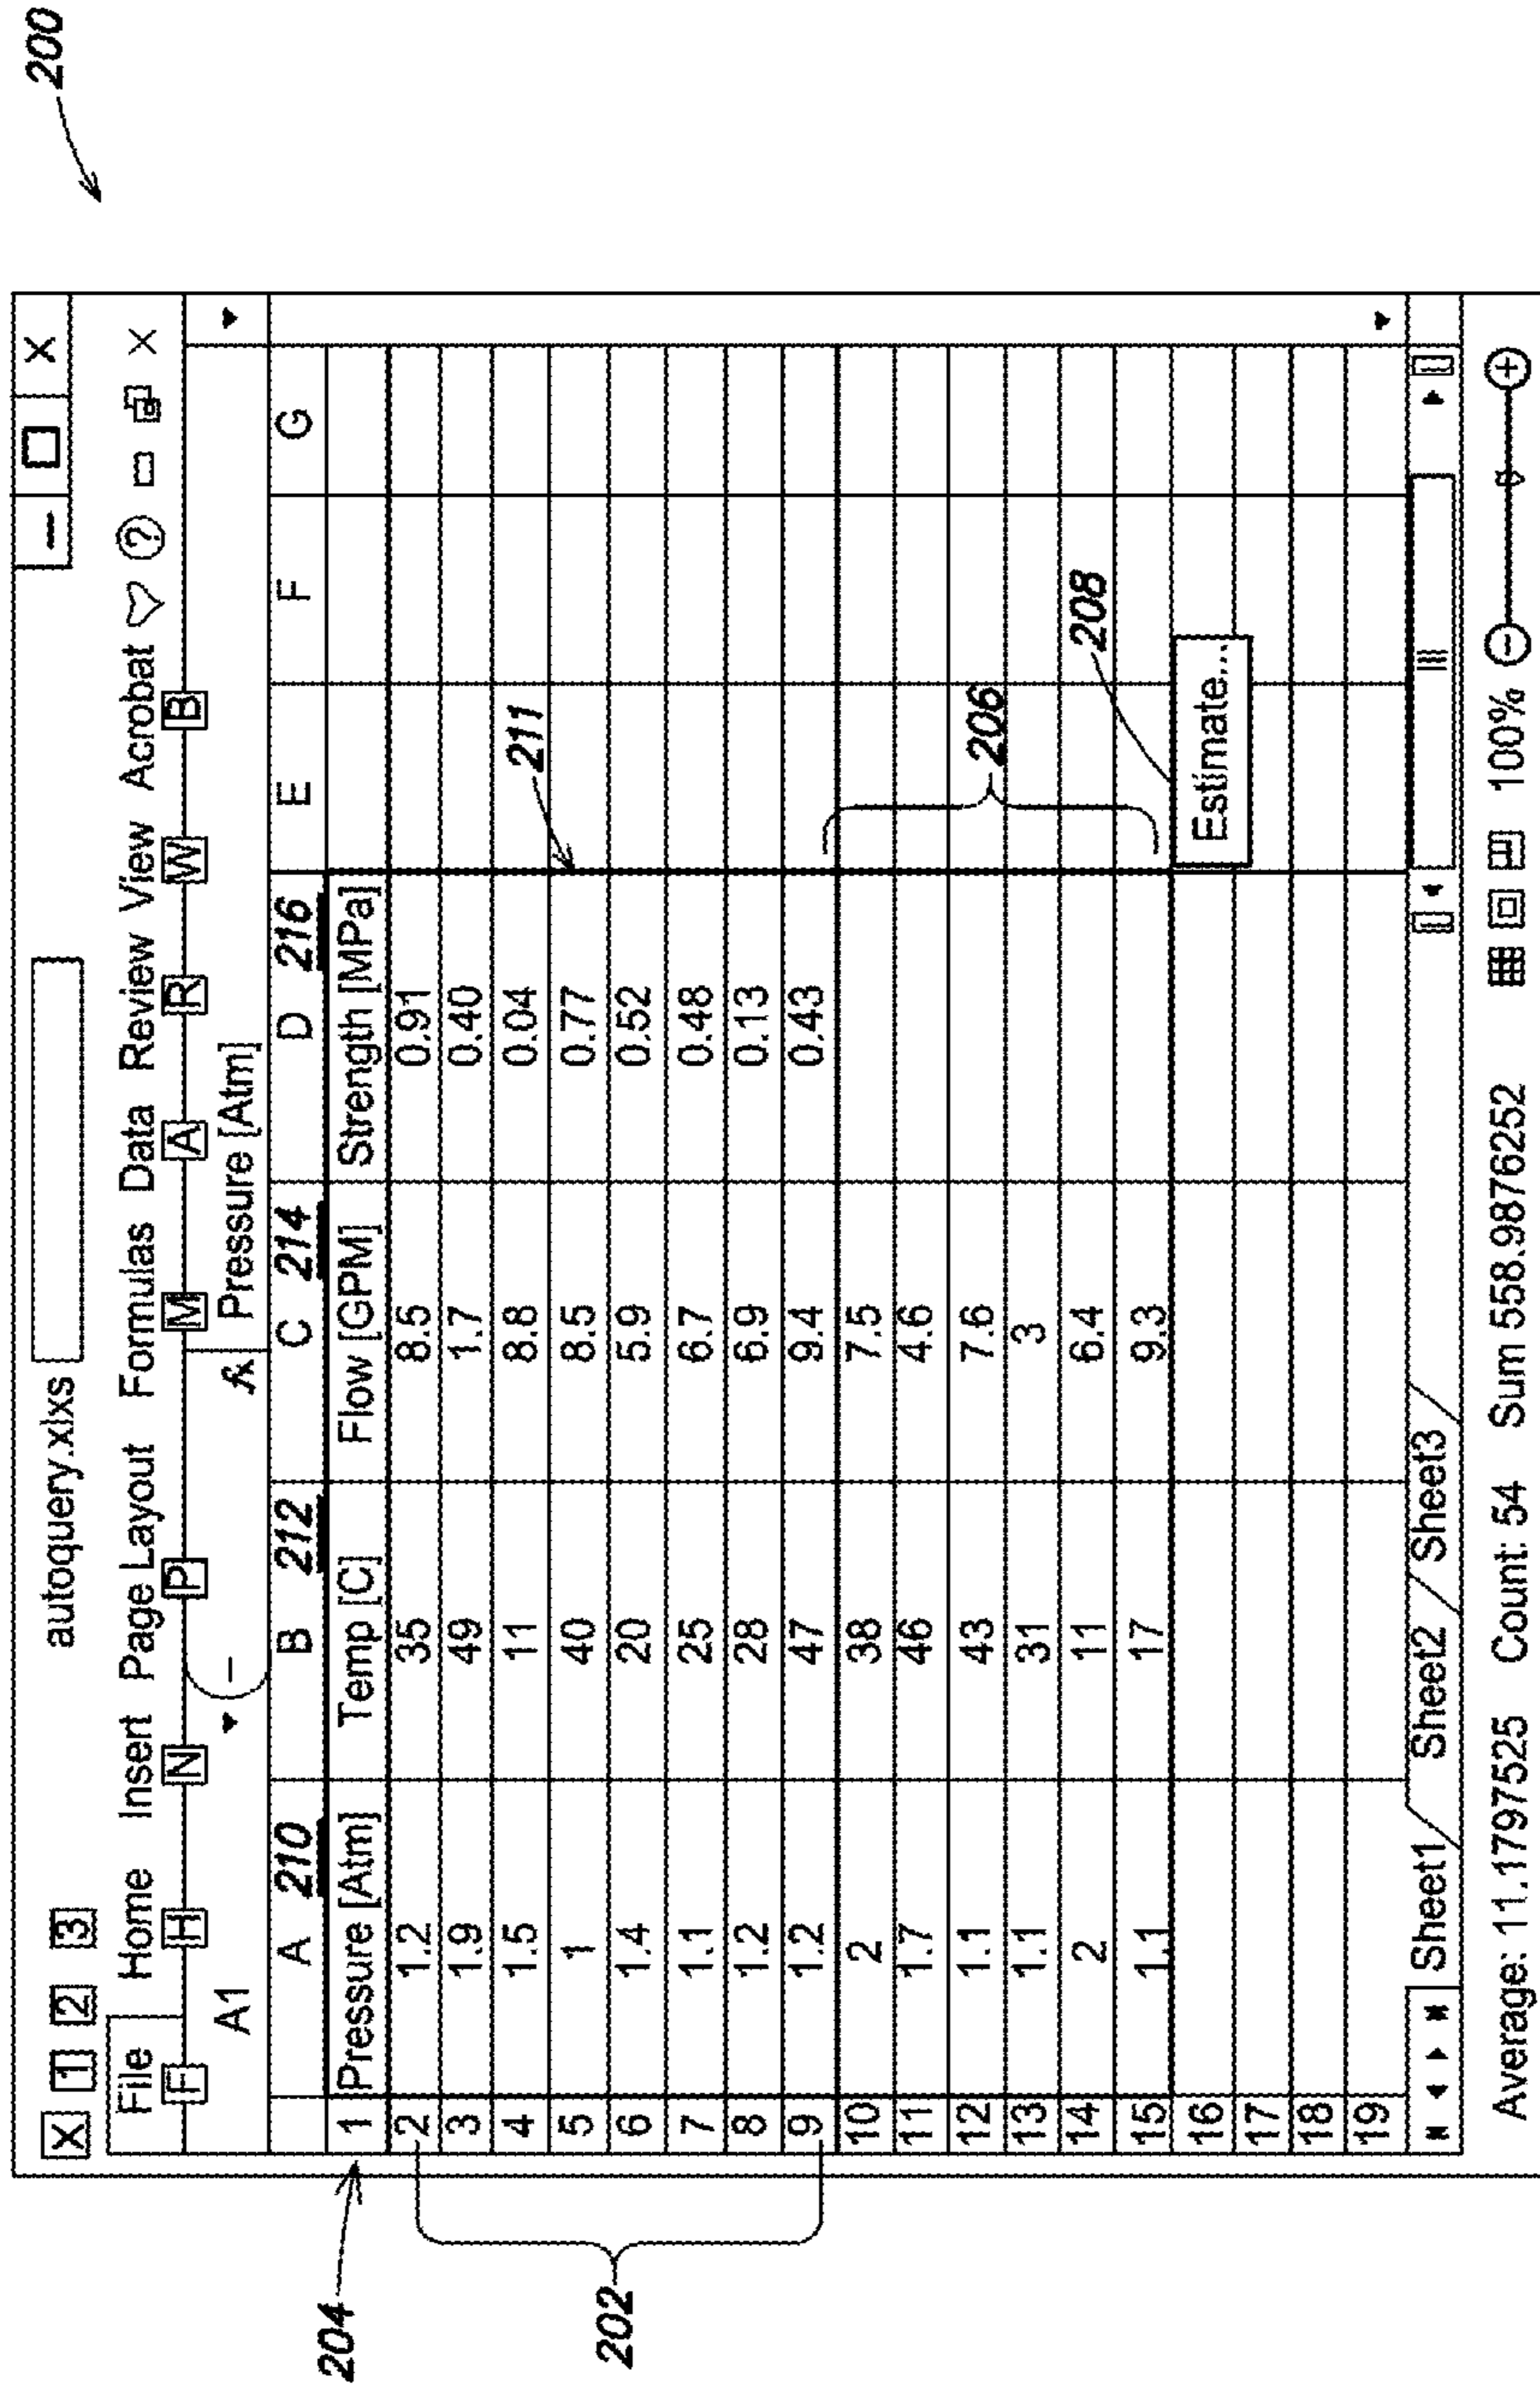 200
X 1 2 3 autoquery.xlxs — X
File Home Insert Page Layout Formulas Data Review View Acrobat ? X
F H N P M A R W B
A1 Pressure [Atm]
A 210 B 212 C 214 D 216 E F G
204 1 Pressure [Atm] Temp [C] Flow [GPM] Strength [MPa]
2 1.2 35 8.5 0.91
3 1.9 49 1.7 0.40
4 1.5 11 8.8 0.04
211
5 1 40 8.5 0.77
202
6 1.4 20 5.9 0.52
7 1.1 25 6.7 0.48
8 1.2 28 6.9 0.13
9 1.2 47 9.4 0.43
10 2 38 7.5
11 1.7 46 4.6
12 1.1 43 7.6 206
13 1.1 31 3
14 2 11 6.4 208
15 1.1 17 9.3
16 Estimate...
17
18
19
Sheet1 Sheet2 Sheet3
Average: 11.1797525 Count: 54 Sum 558.9876252 100% − +